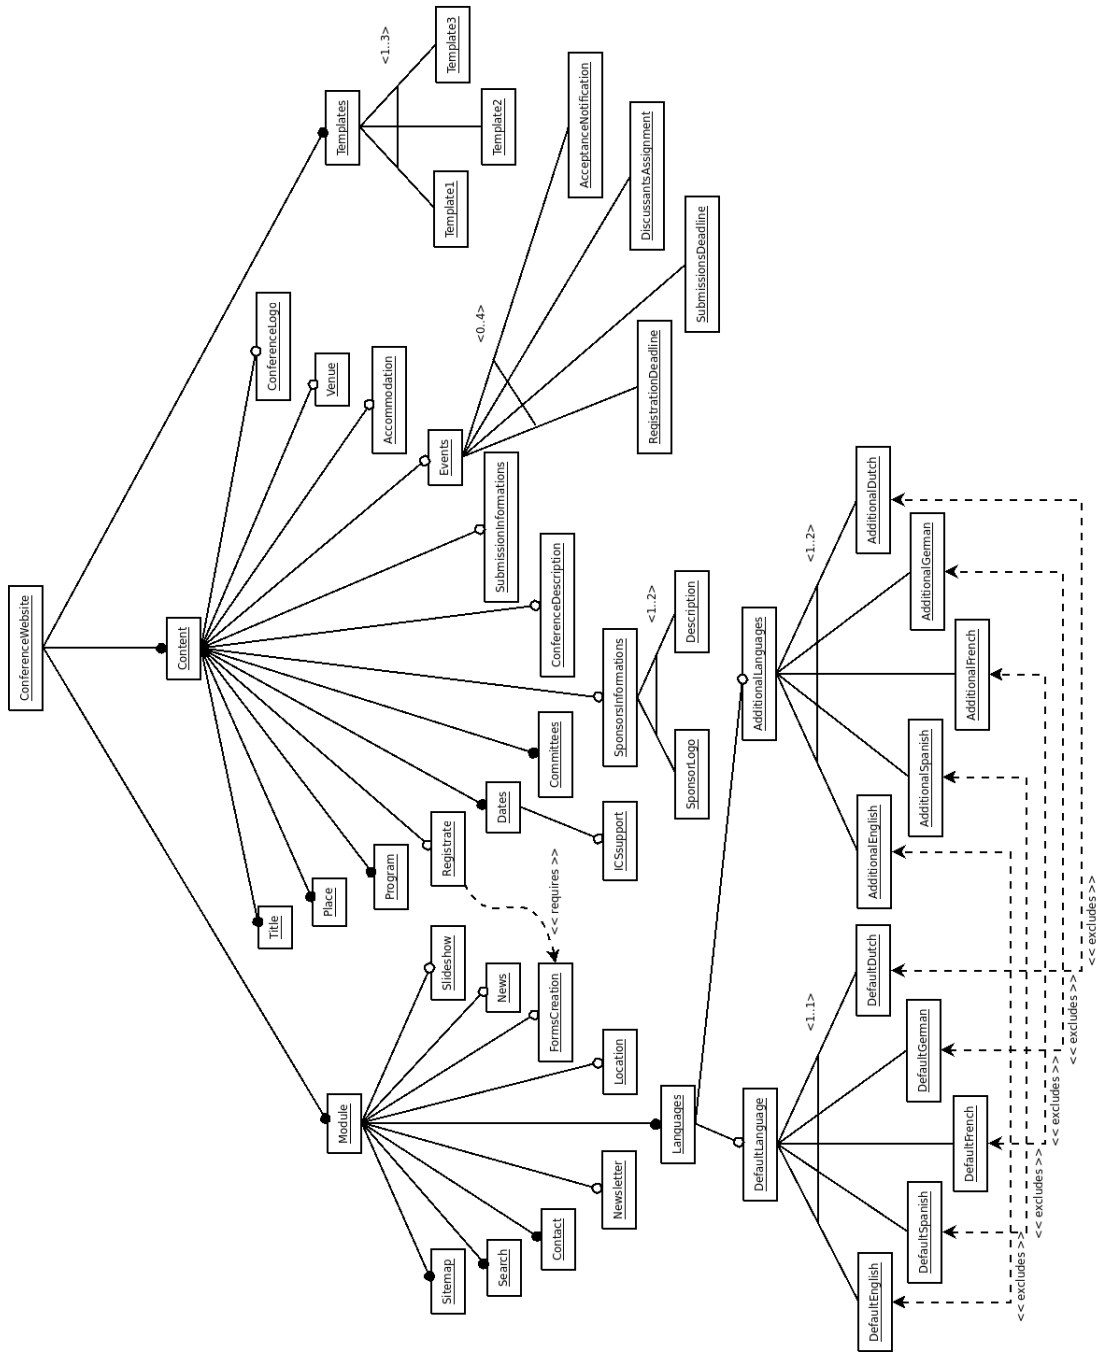 ConferenceWebsite
Module
Content
Templates
<1..3>
Template1
Template2
Template3
Title
Place
Program
Registrate
Dates
ICSsupport
Committees
SponsorsInformations
<1..2>
SponsorLogo
Description
ConferenceDescription
SubmissionInformations
Events
Accommodation
Venue
ConferenceLogo
<0..4>
RegistrationDeadline
SubmissionsDeadline
DiscussantsAssignment
AcceptanceNotification
<< requires >>
Sitemap
Search
Contact
Newsletter
Languages
Location
FormsCreation
News
Slideshow
DefaultLanguage
<1..1>
DefaultEnglish
DefaultSpanish
DefaultFrench
DefaultGerman
DefaultDutch
AdditionalLanguages
<1..2>
AdditionalEnglish
AdditionalSpanish
AdditionalFrench
AdditionalGerman
AdditionalDutch
<< excludes >>
<< excludes >>
<< excludes >>
<< excludes >>
<< excludes >>